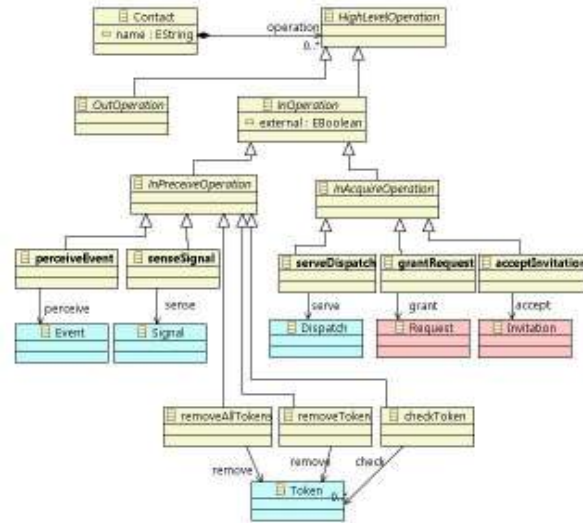 Contact
HighLevelOperation
name : EString
operation
0..*
OutOperation
InOperation
external : EBoolean
InPreceiveOperation
InAcquireOperation
perceiveEvent
senseSignal
serveDispatch
grantRequest
acceptInvitation
perceive
sense
serve
grant
accept
Event
Signal
Dispatch
Request
Invitation
removeAllTokens
removeToken
checkToken
remove
remove
check
Token
0..*